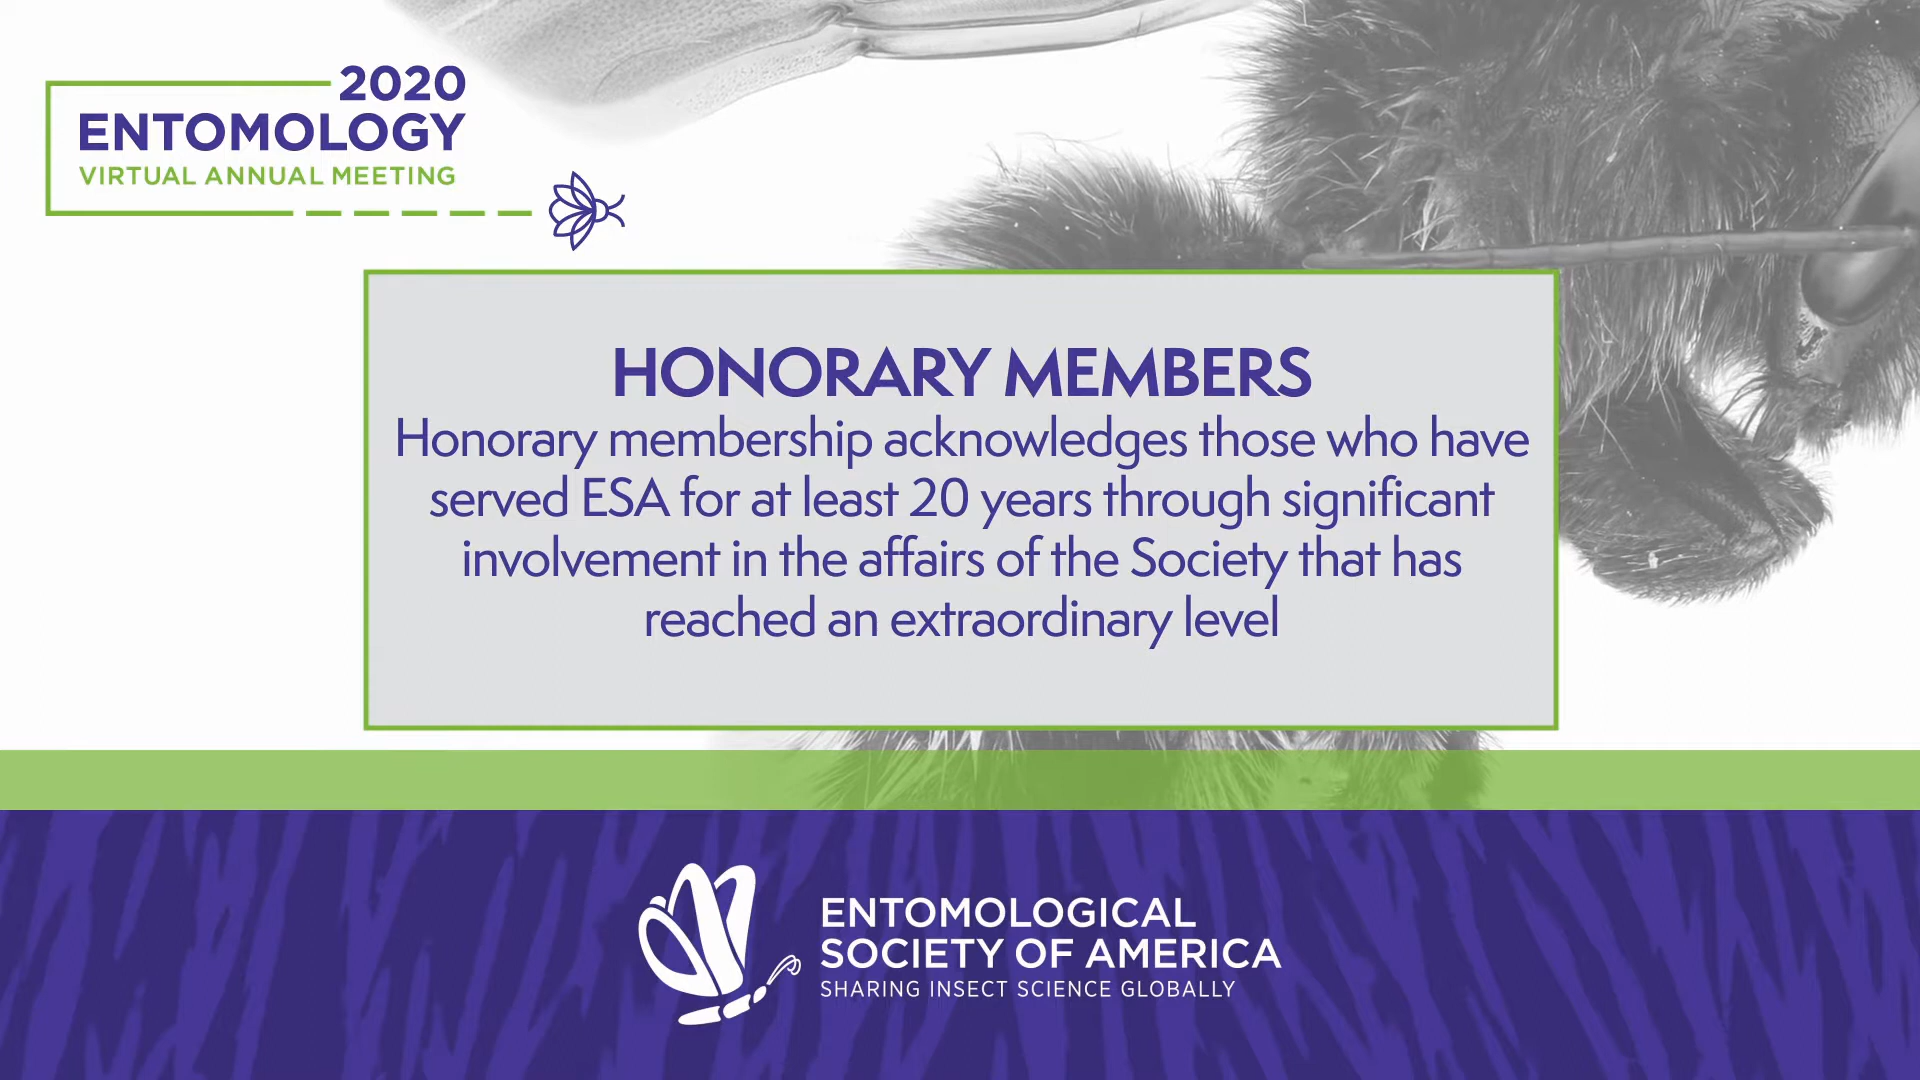 2020
ENTOMOLOGY
VIRTUAL ANNUAL MEETING
HONORARY MEMBERS
Honorary membership acknowledges those who have
served ESA for at least 20 years through significant
involvement in the affairs of the Society that has
reached an extraordinary level
ENTOMOLOGICAL
SOCIETY OF AMERICA
SHARING INSECT SCIENCE GLOBALLY